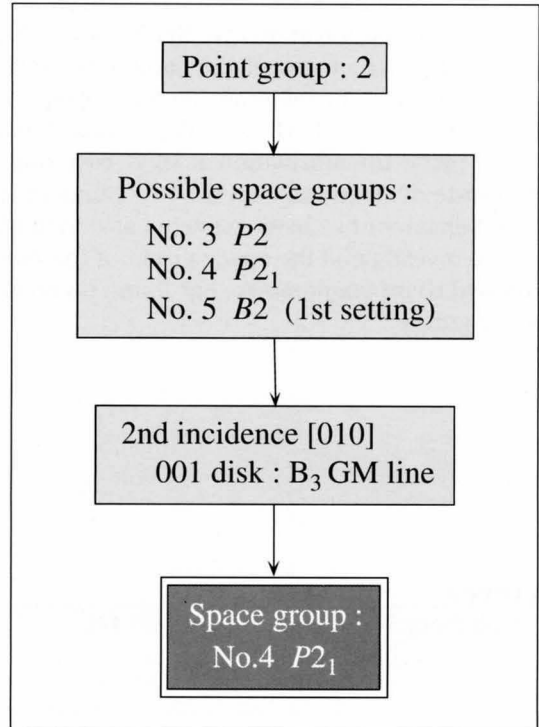 Point group : 2
Possible space groups :
No. 3 P2
No. 4 P2₁
No. 5 B2 (1st setting)
2nd incidence [010]
001 disk : B₃ GM line
Space group :
No.4 P2₁